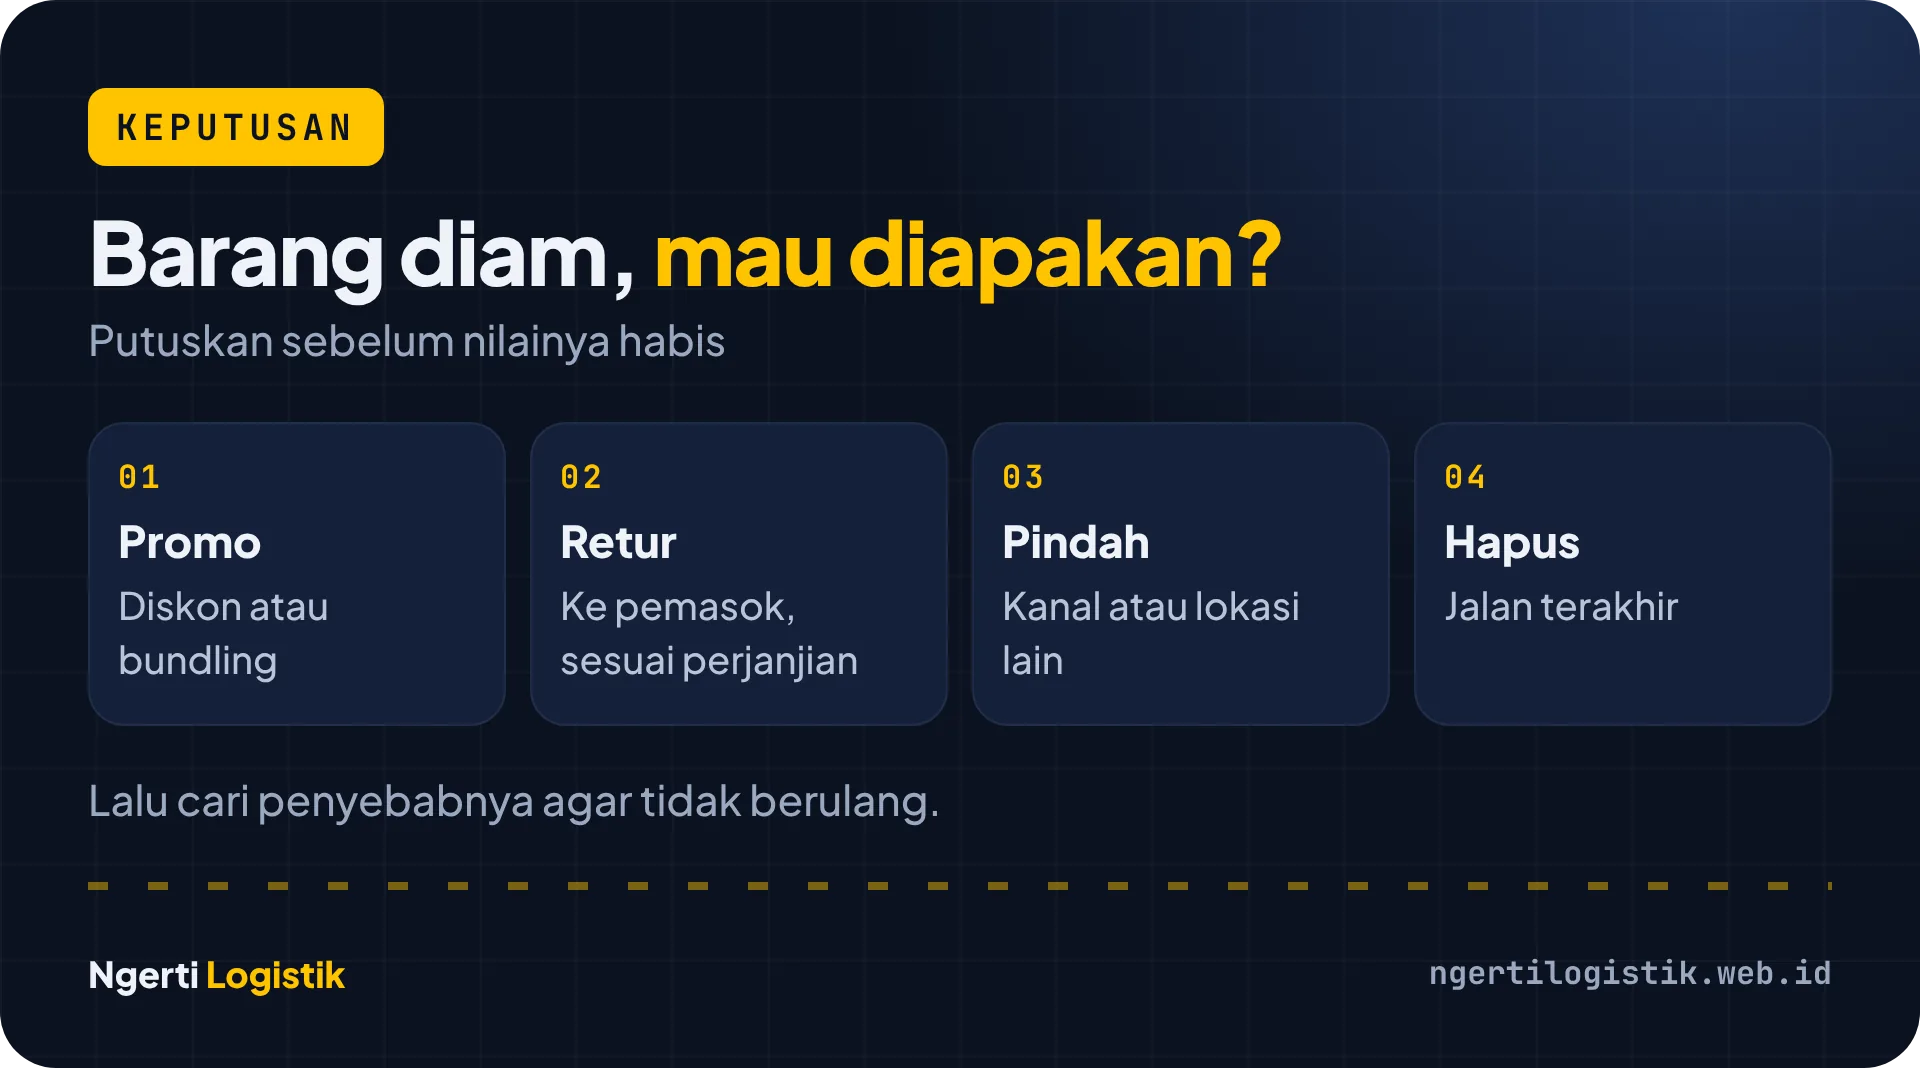 KEPUTUSAN
Barang diam, mau diapakan?
Putuskan sebelum nilainya habis
01
Promo
Diskon atau
bundling
02
Retur
Ke pemasok,
sesuai perjanjian
03
Pindah
Kanal atau lokasi
lain
04
Hapus
Jalan terakhir
Lalu cari penyebabnya agar tidak berulang.
Ngerti Logistik
ngertilogistik.web.id